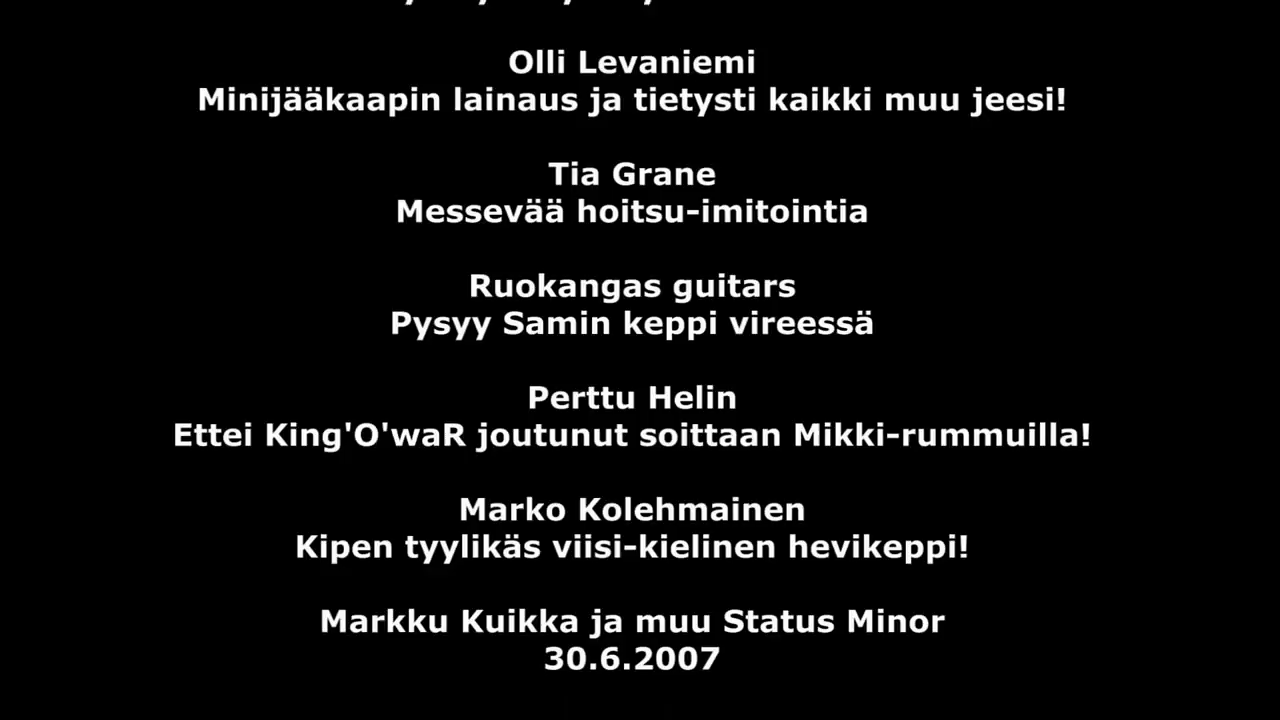 Olli Levaniemi
Minijääkaapin lainaus ja tietysti kaikki muu jeesi!
Tia Grane
Messevää hoitsu-imitointia
Ruokangas guitars
Pysyy Samin keppi vireessä
Perttu Helin
Ettei King'O'waR joutunut soittaan Mikki-rummuilla!
Marko Kolehmainen
Kipen tyylikäs viisi-kielinen hevikeppi!
Markku Kuikka ja muu Status Minor
30.6.2007